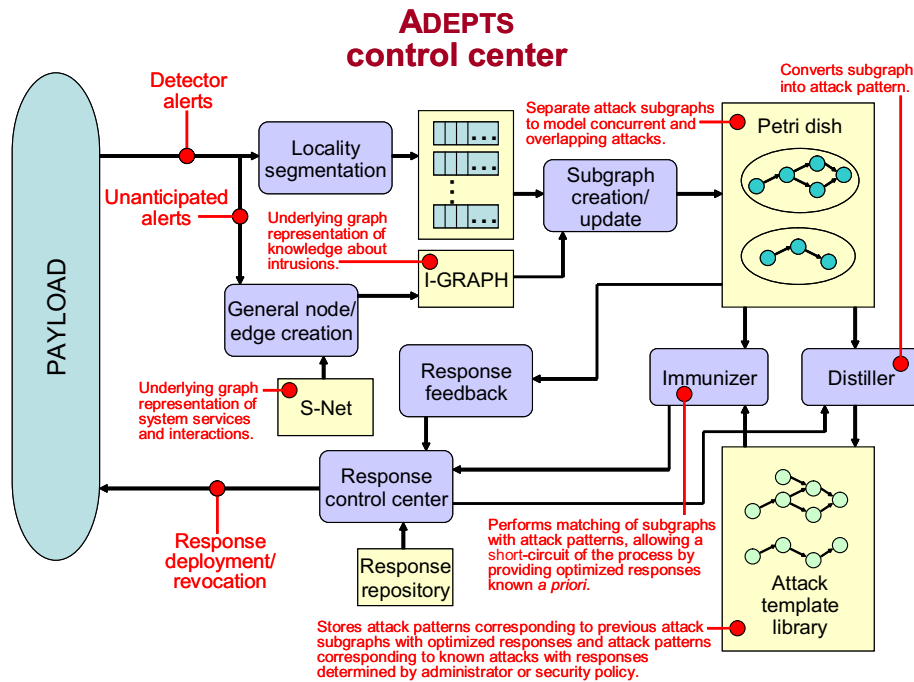 ADEPTS
control center
Detector
alerts
Converts subgraph
into attack pattern.
Separate attack subgraphs
to model concurrent and
overlapping attacks.
Petri dish
Locality
segmentation
...
...
...
Subgraph
creation/
update
Unanticipated
alerts
Underlying graph
representation of
knowledge about
intrusions.
I-GRAPH
General node/
edge creation
PAYLOAD
Response
feedback
Immunizer
Distiller
Underlying graph
representation of
system services
and interactions.
S-Net
Response
control center
Response
deployment/
revocation
Response
repository
Performs matching of subgraphs
with attack patterns, allowing a
short-circuit of the process by
providing optimized responses
known a priori.
Attack
template
library
Stores attack patterns corresponding to previous attack
subgraphs with optimized responses and attack patterns
corresponding to known attacks with responses
determined by administrator or security policy.